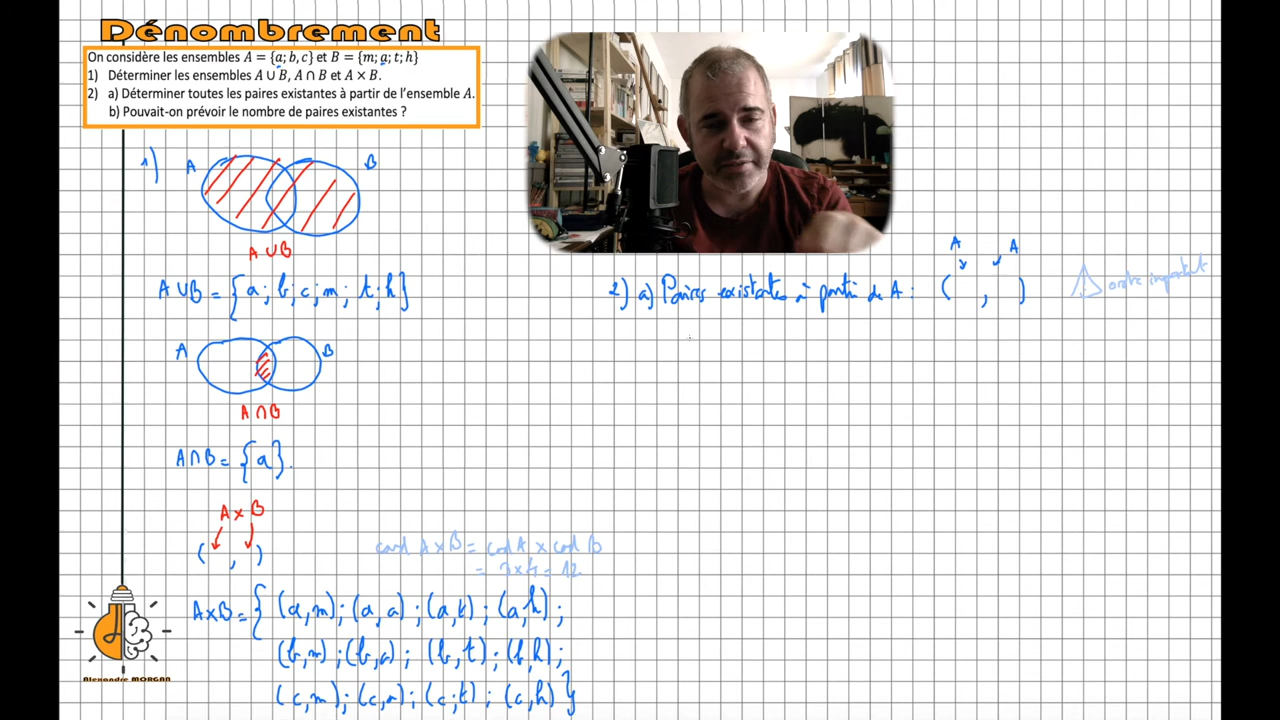 Dénombrement
On considère les ensembles A = {a; b, c} et B = {m; a; t; h}
1) Déterminer les ensembles A ∪ B, A ∩ B et A × B.
2) a) Déterminer toutes les paires existantes à partir de l'ensemble A.
b) Pouvait-on prévoir le nombre de paires existantes ?
1)
A B
A ∪ B
A ∪ B = {a; b; c; m; t; h}
A B
A ∩ B
A ∩ B = {a}.
A × B
( , )
card A × B = card A × card B
= 3 × 4 = 12
A × B = { (a, m); (a, a); (a, t); (a, h);
(b, m); (b, a); (b, t); (b, h);
(c, m); (c, a); (c; t); (c, h) }
A A
2) a) Paires existantes à partir de A : ( , ) ordre important
Alexandre MORGAN